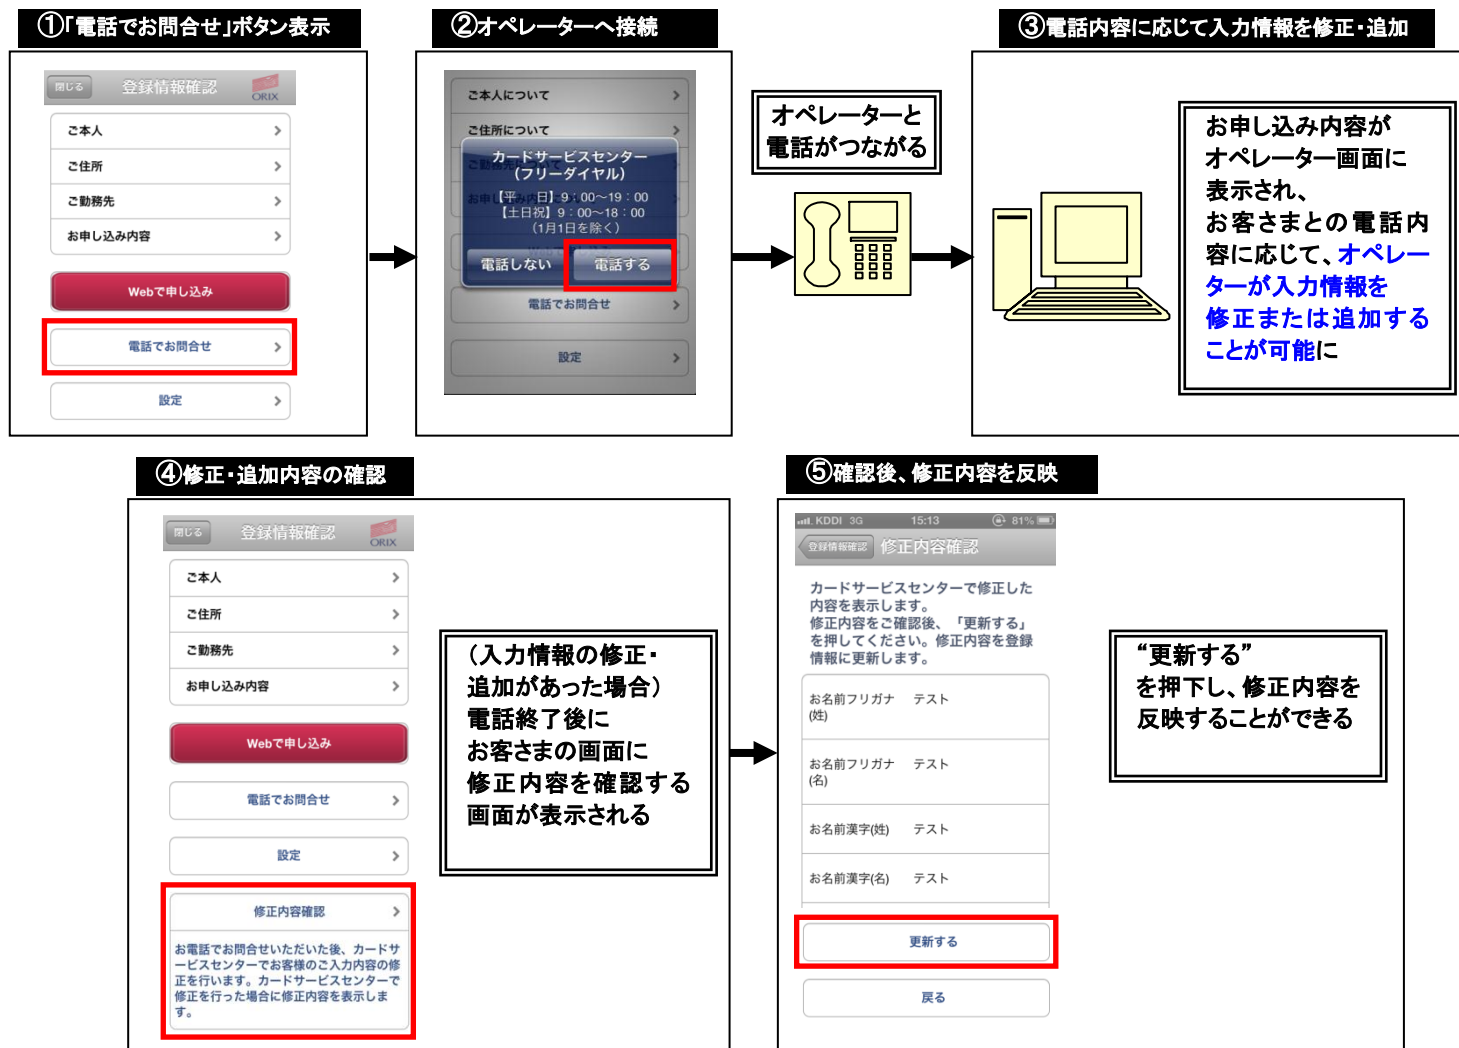 ①「電話でお問合せ」ボタン表示
閉じる 登録情報確認 ORIX
ご本人
ご住所
ご勤務先
お申し込み内容
Webで申し込み
電話でお問合せ
設定
②オペレーターへ接続
ご本人について
ご住所について
カードサービスセンター
(フリーダイヤル)
【平 日】9：00〜19：00
【土日祝】9：00〜18：00
(1月1日を除く)
電話しない 電話する
電話でお問合せ
設定
オペレーターと
電話がつながる
③電話内容に応じて入力情報を修正・追加
お申し込み内容が
オペレーター画面に
表示され、
お客さまとの電話内
容に応じて、オペレー
ターが入力情報を
修正または追加する
ことが可能に
④修正・追加内容の確認
閉じる 登録情報確認 ORIX
ご本人
ご住所
ご勤務先
お申し込み内容
Webで申し込み
電話でお問合せ
設定
修正内容確認
お電話でお問合せいただいた後、カードサ
ービスセンターでお客様のご入力内容の修
正を行います。カードサービスセンターで
修正を行った場合に修正内容を表示しま
す。
（入力情報の修正・
追加があった場合）
電話終了後に
お客さまの画面に
修正内容を確認する
画面が表示される
⑤確認後、修正内容を反映
KDDI 3G 15:13 81%
登録情報確認 修正内容確認
カードサービスセンターで修正した
内容を表示します。
修正内容をご確認後、「更新する」
を押してください。修正内容を登録
情報に更新します。
お名前フリガナ テスト
(姓)
お名前フリガナ テスト
(名)
お名前漢字(姓) テスト
お名前漢字(名) テスト
更新する
戻る
“更新する”
を押下し、修正内容を
反映することができる